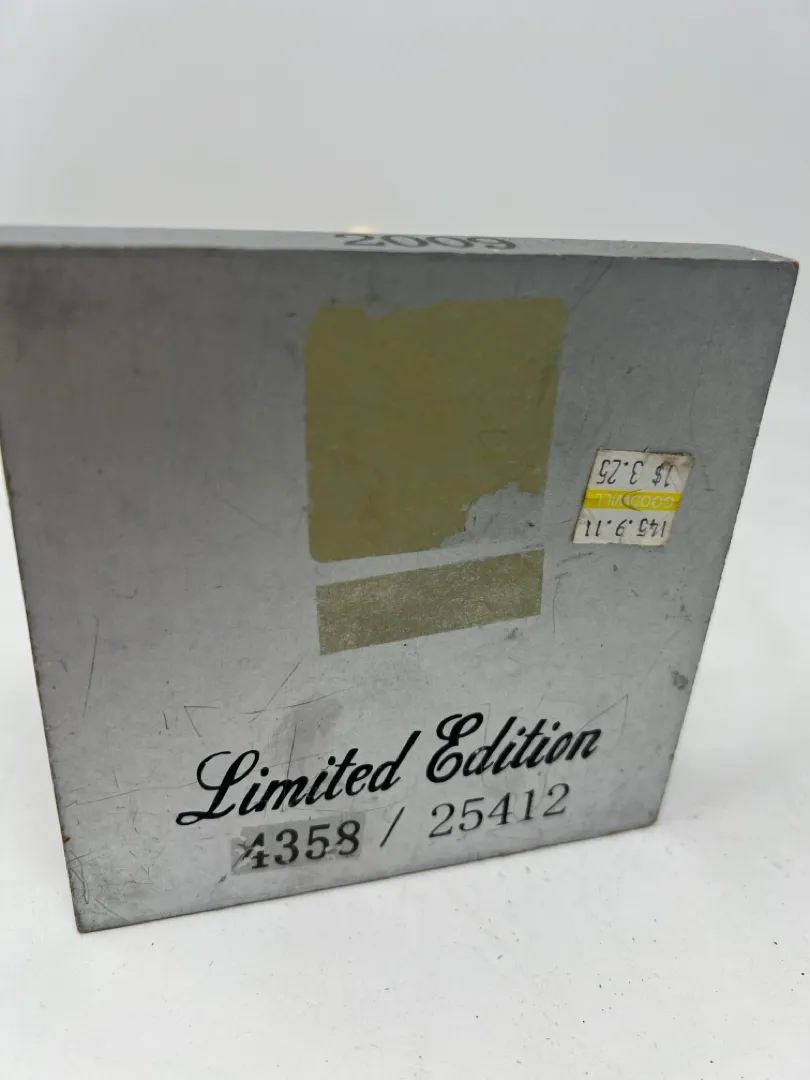 2009
1$ 3.25
GOODWILL
145.9.11
Limited Edition
4358 / 25412